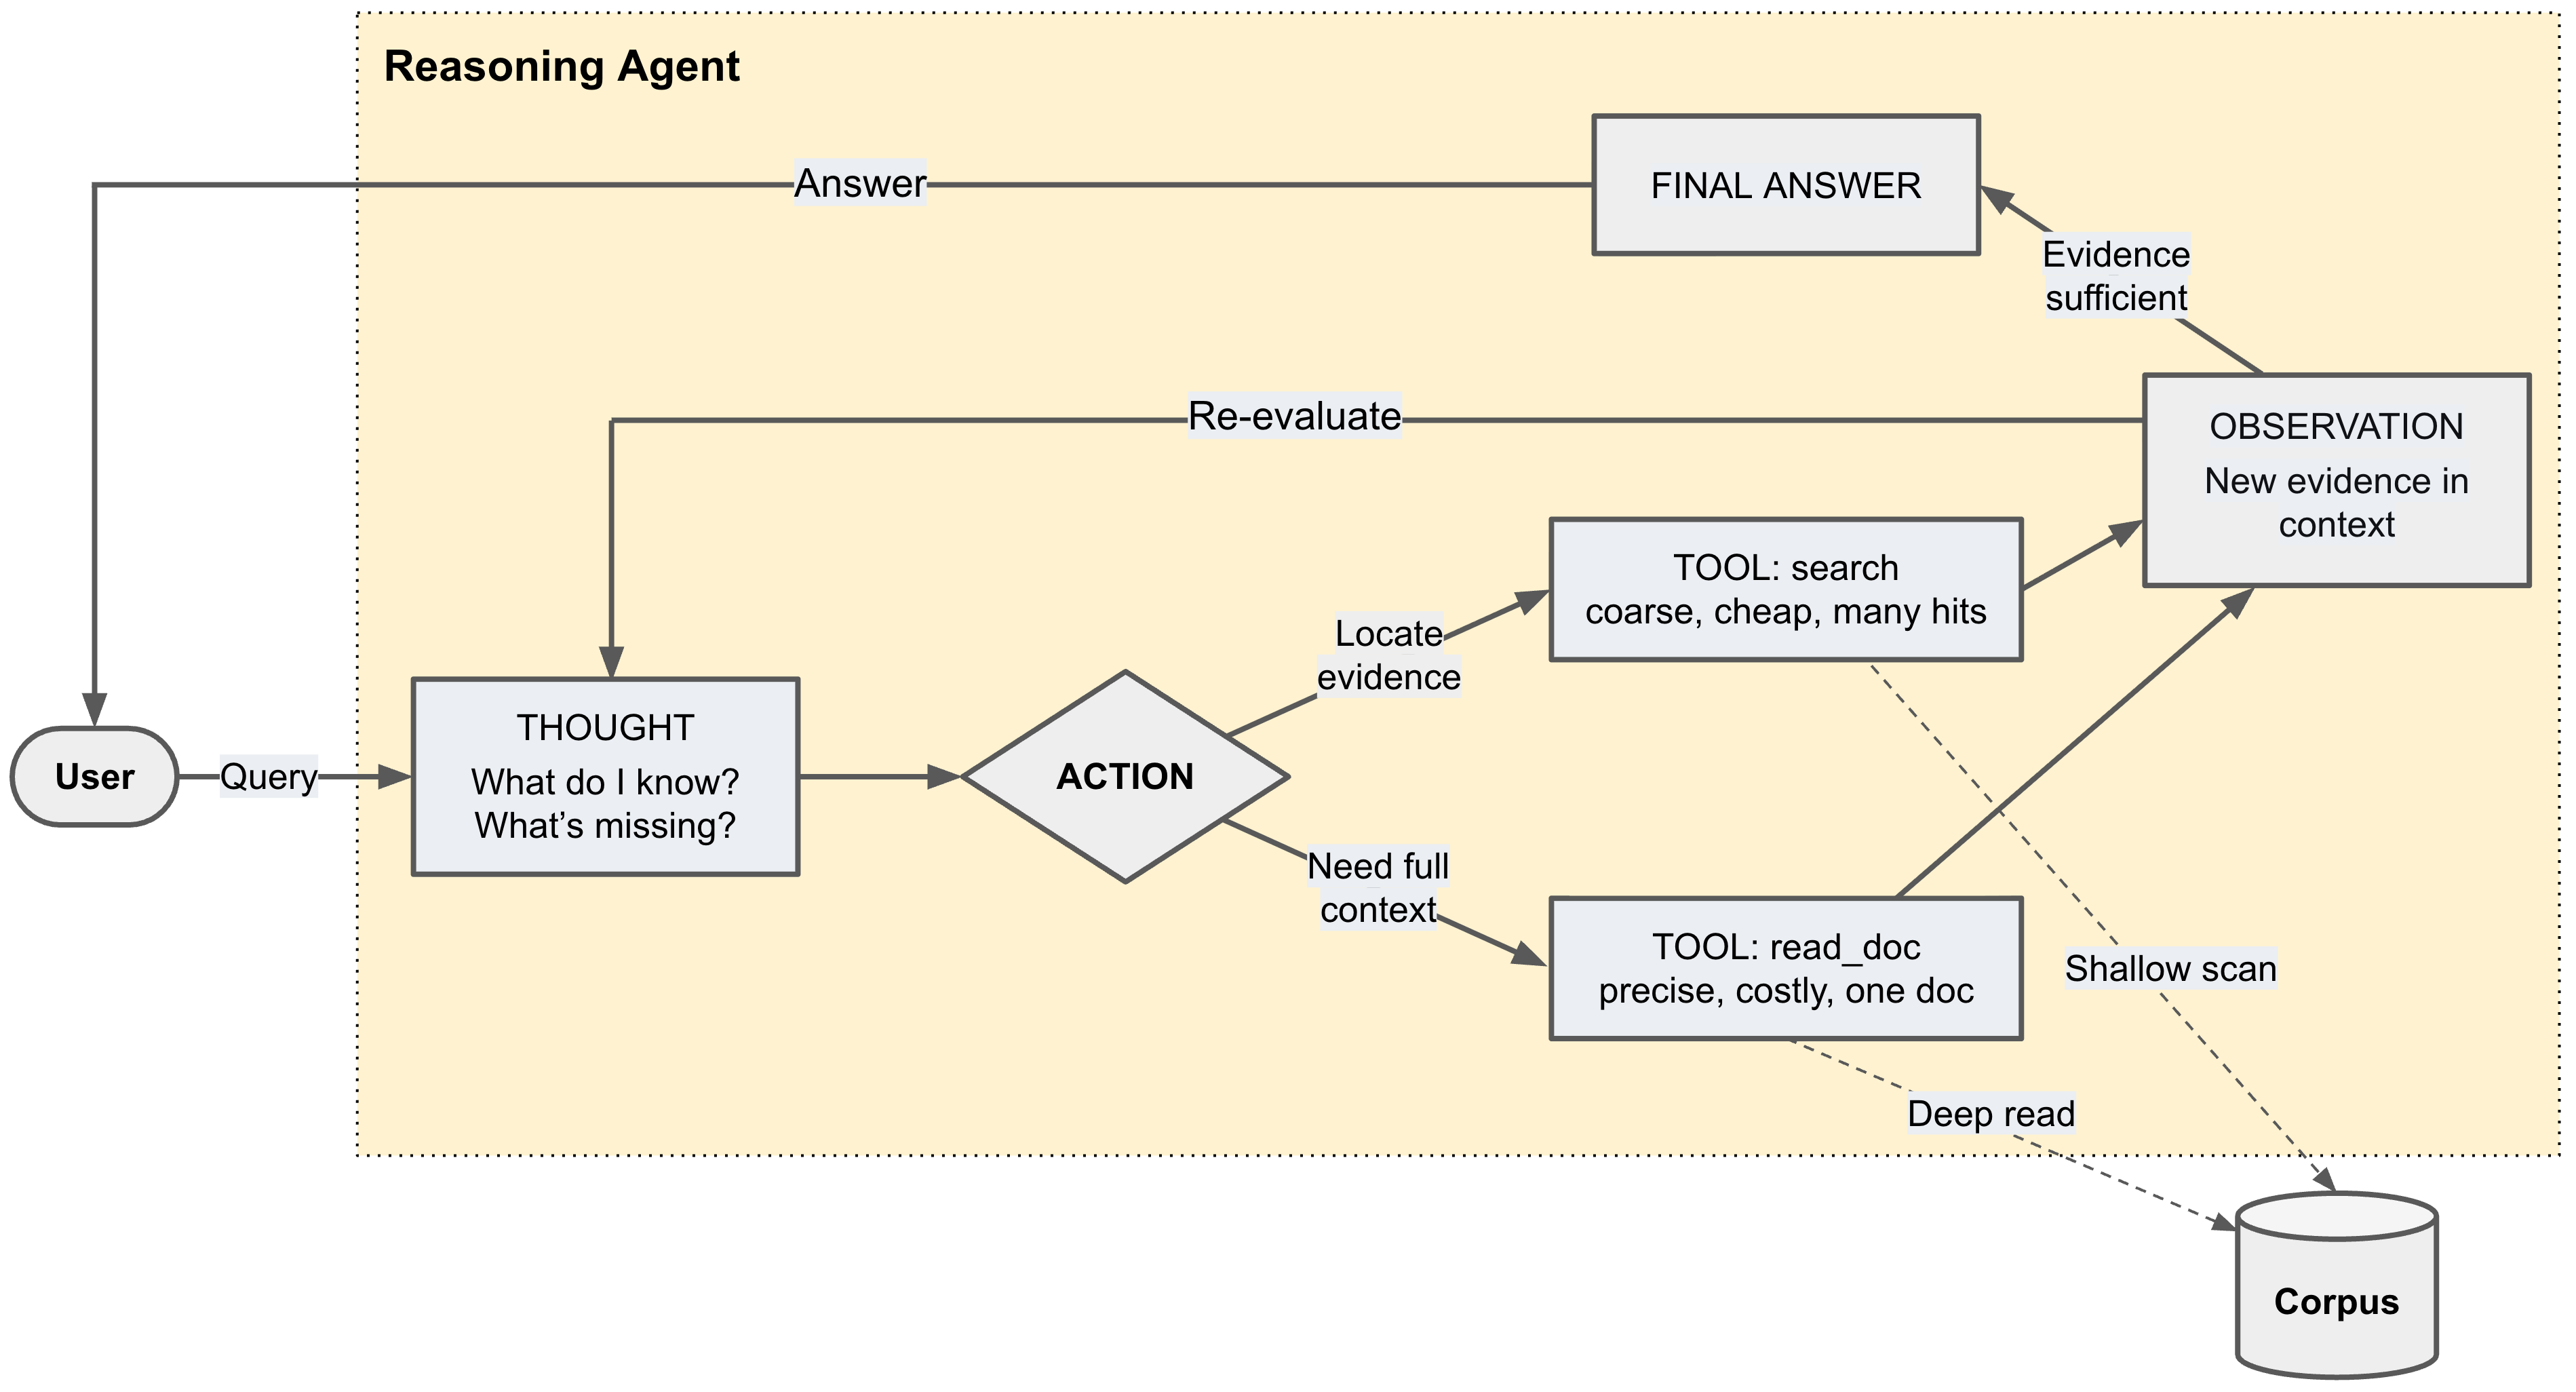 Reasoning Agent
FINAL ANSWER
Answer
Evidence
sufficient
Re-evaluate
OBSERVATION
New evidence in
context
TOOL: search
coarse, cheap, many hits
Locate
evidence
THOUGHT
What do I know?
What’s missing?
User
Query
ACTION
Need full
context
TOOL: read_doc
precise, costly, one doc
Shallow scan
Deep read
Corpus